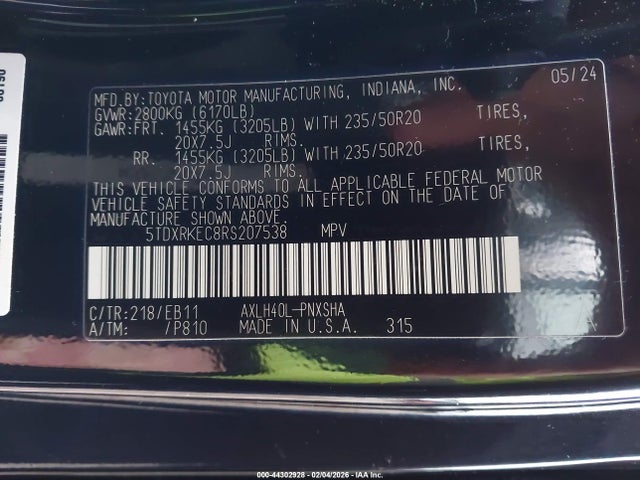 MFD.BY:TOYOTA MOTOR MANUFACTURING, INDIANA, INC. 05/24
GVWR:2800KG (6170LB)
GAWR:FRT. 1455KG (3205LB) WITH 235/50R20 TIRES,
20X7.5J RIMS.
RR. 1455KG (3205LB) WITH 235/50R20 TIRES,
20X7.5J RIMS.
THIS VEHICLE CONFORMS TO ALL APPLICABLE FEDERAL MOTOR
VEHICLE SAFETY STANDARDS IN EFFECT ON THE DATE OF
MANUFACTURE SHOWN ABOVE.
5TDXRKEC8RS207538 MPV
C/TR:218/EB11 AXLH40L-PNXSHA
A/TM: /P810 MADE IN U.S.A. 315
000-44302928 - 02/04/2026 - IAAI Inc.